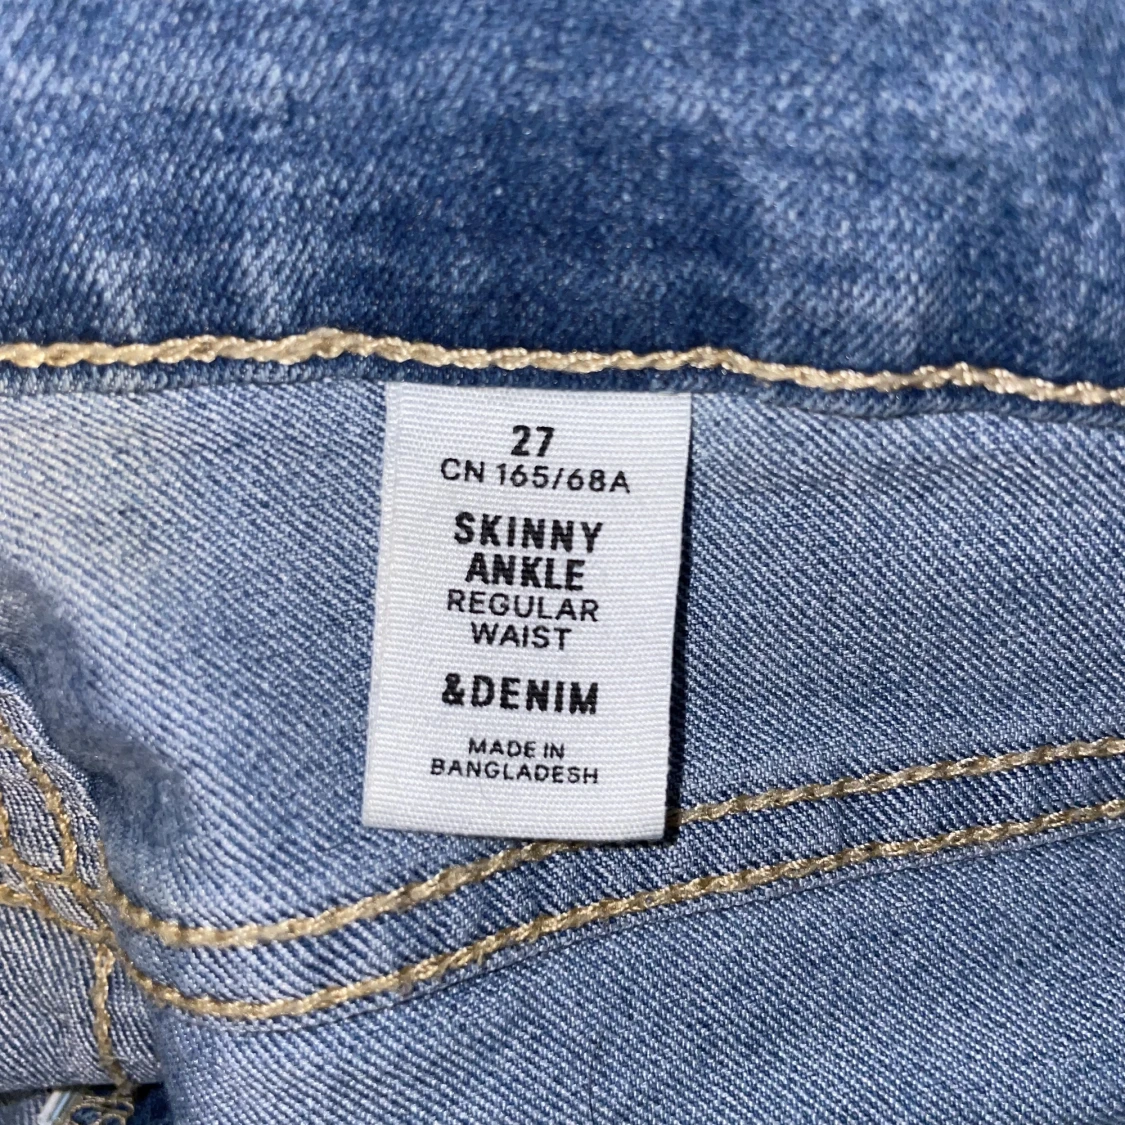 27
CN 165/68A
SKINNY
ANKLE
REGULAR
WAIST
&DENIM
MADE IN
BANGLADESH